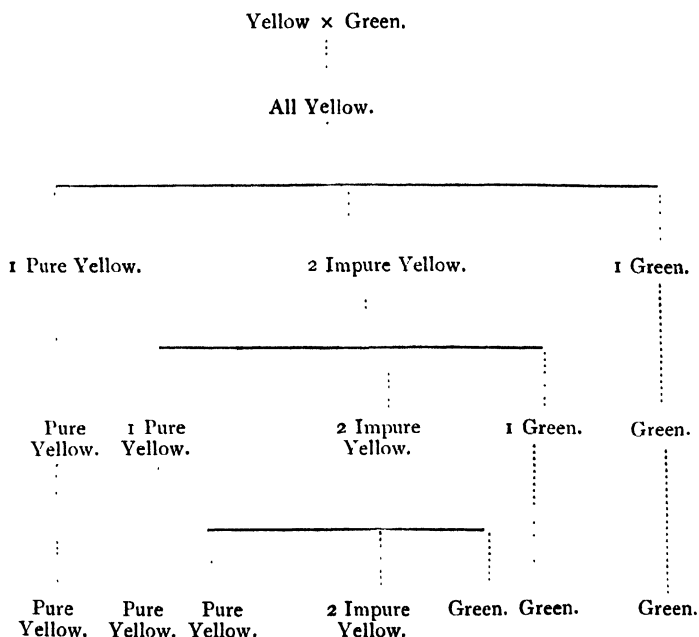 Yellow × Green.
All Yellow.
1 Pure Yellow. 2 Impure Yellow. 1 Green.
Pure 1 Pure 2 Impure 1 Green. Green.
Yellow. Yellow. Yellow.
Pure Pure Pure 2 Impure Green. Green. Green.
Yellow. Yellow. Yellow. Yellow.